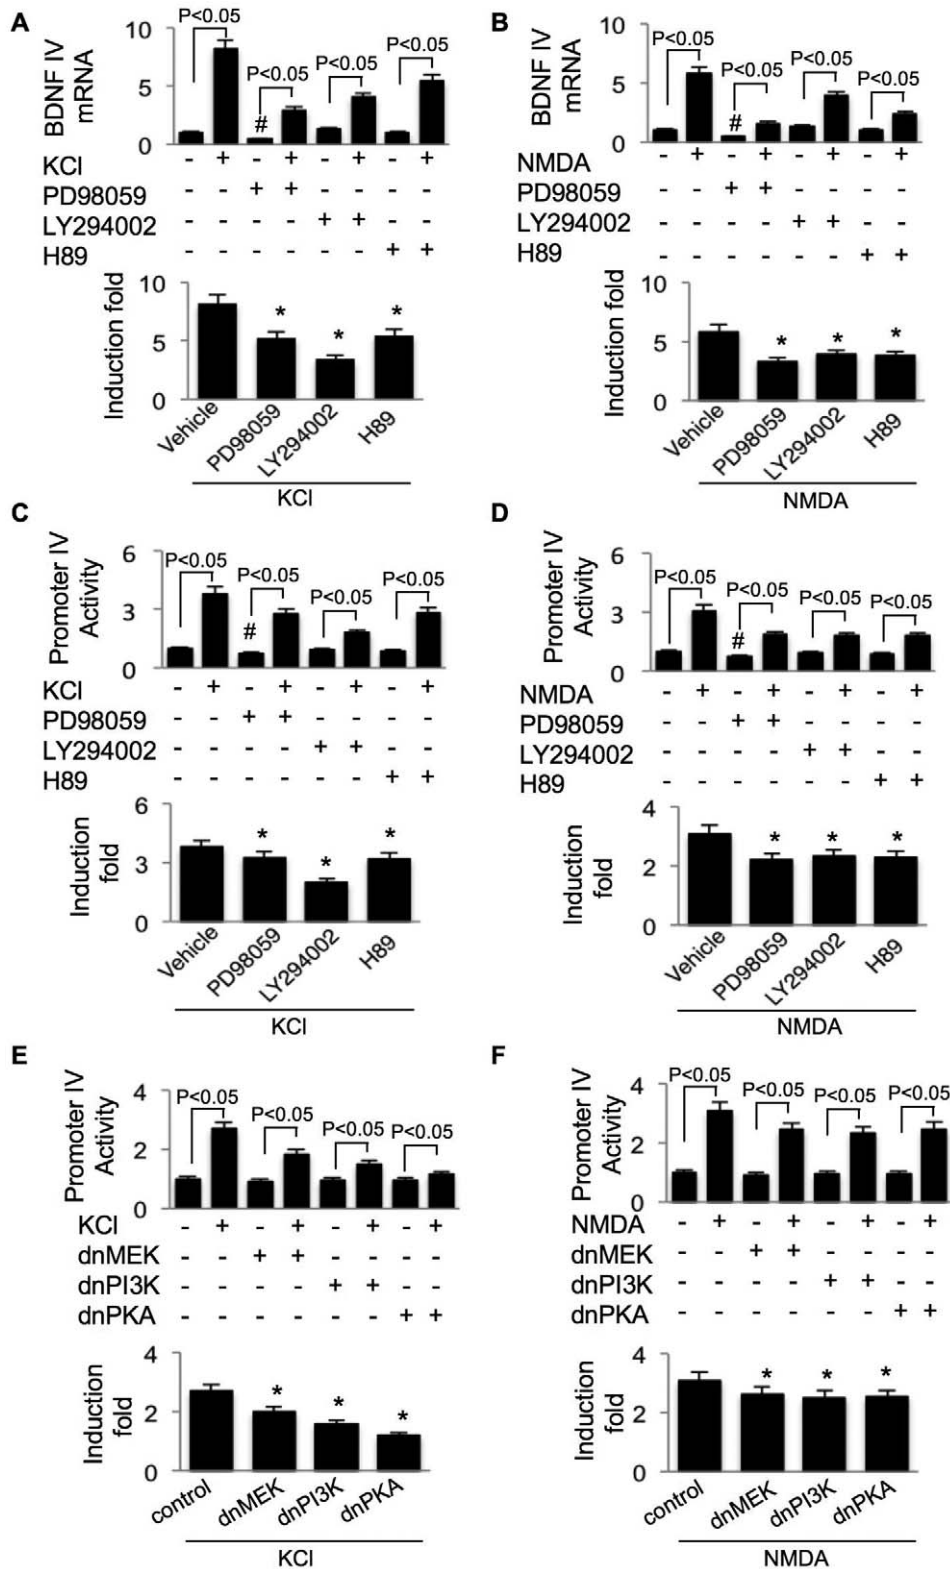 A
BDNF IV
mRNA
10
5
0
P<0.05
P<0.05
P<0.05
P<0.05
#
KCl - + - + - + - +
PD98059 - - + + - - - -
LY294002 - - - - + + - -
H89 - - - - - - + +
Induction fold
10
5
0
* * *
Vehicle
PD98059
LY294002
H89
KCl
B
BDNF IV
mRNA
10
5
0
P<0.05
P<0.05
P<0.05
P<0.05
#
NMDA - + - + - + - +
PD98059 - - + + - - - -
LY294002 - - - - + + - -
H89 - - - - - - + +
Induction fold
10
5
0
* * *
Vehicle
PD98059
LY294002
H89
NMDA
C
Promoter IV
Activity
6
3
0
P<0.05
P<0.05
P<0.05
P<0.05
#
KCl - + - + - + - +
PD98059 - - + + - - - -
LY294002 - - - - + + - -
H89 - - - - - - + +
Induction
fold
6
3
0
* * *
Vehicle
PD98059
LY294002
H89
KCl
D
Promoter IV
Activity
6
3
0
P<0.05
P<0.05
P<0.05
P<0.05
#
NMDA - + - + - + - +
PD98059 - - + + - - - -
LY294002 - - - - + + - -
H89 - - - - - - + +
Induction
fold
4
2
0
* * *
Vehicle
PD98059
LY294002
H89
NMDA
E
Promoter IV
Activity
4
2
0
P<0.05
P<0.05
P<0.05
P<0.05
KCl - + - + - + - +
dnMEK - - + + - - - -
dnPI3K - - - - + + - -
dnPKA - - - - - - + +
Induction
fold
4
2
0
* * *
control
dnMEK
dnPI3K
dnPKA
KCl
F
Promoter IV
Activity
4
2
0
P<0.05
P<0.05
P<0.05
P<0.05
NMDA - + - + - + - +
dnMEK - - + + - - - -
dnPI3K - - - - + + - -
dnPKA - - - - - - + +
Induction
fold
4
2
0
* * *
control
dnMEK
dnPI3K
dnPKA
NMDA